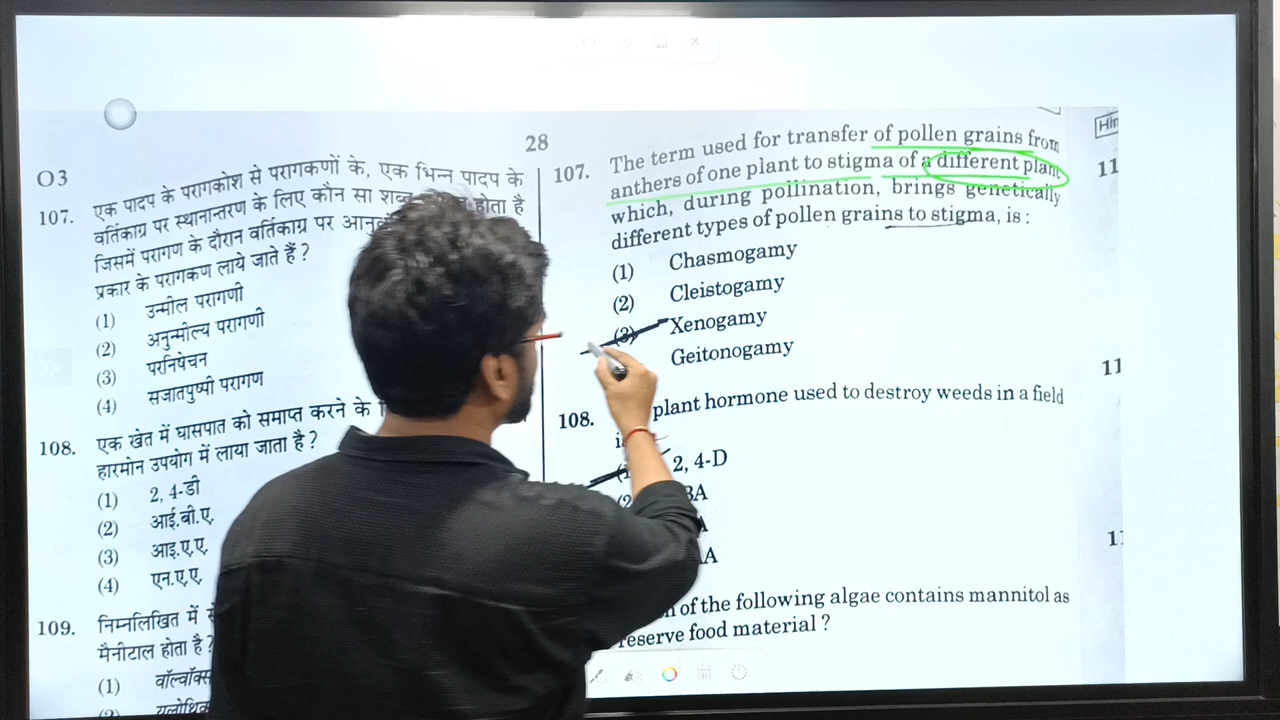 28
O3
107. एक पादप के परागकोश से परागकणों के, एक भिन्न पादप के
वर्तिकाग्र पर स्थानान्तरण के लिए कौन सा होता है
जिसमें परागण के दौरान वर्तिकाग्र पर
प्रकार के परागकण लाये जाते हैं ?
(1) उन्मील परागणी
(2) अनुन्मील्य परागणी
(3) परनिषेचन
(4) सजातपुष्पी परागण
108. एक खेत में घासपात को समाप्त करने के
हारमोन उपयोग में लाया जाता है ?
(1) 2, 4-डी
(2) आई.बी.ए.
(3) आइ.ए.ए.
(4) एन.ए.ए.
109. निम्नलिखित में
मैनीटाल होता है ?
(1)
107. The term used for transfer of pollen grains from
anthers of one plant to stigma of a different plant
which, during pollination, brings genetically
different types of pollen grains to stigma, is :
(1) Chasmogamy
(2) Cleistogamy
(3) Xenogamy
Geitonogamy
108. plant hormone used to destroy weeds in a field
2, 4-D
of the following algae contains mannitol as
reserve food material ?
11
11